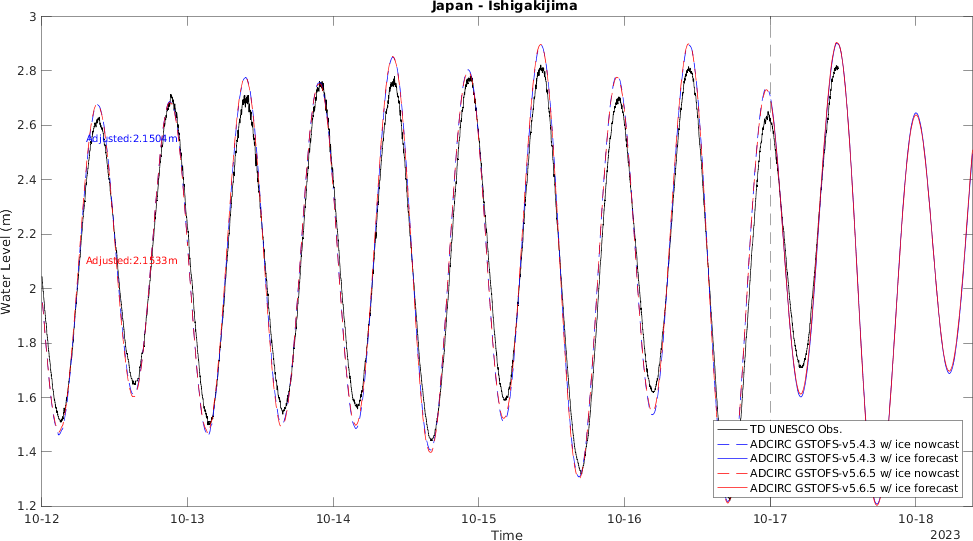 Japan - Ishigakijima
Water Level (m)
3
2.8
2.6
2.4
2.2
2
1.8
1.6
1.4
1.2
Adjusted:2.1504m
Adjusted:2.1533m
TD UNESCO Obs.
ADCIRC GSTOFS-v5.4.3 w/ ice nowcast
ADCIRC GSTOFS-v5.4.3 w/ ice forecast
ADCIRC GSTOFS-v5.6.5 w/ ice nowcast
ADCIRC GSTOFS-v5.6.5 w/ ice forecast
10-12 10-13 10-14 10-15 10-16 10-17 10-18
Time
2023